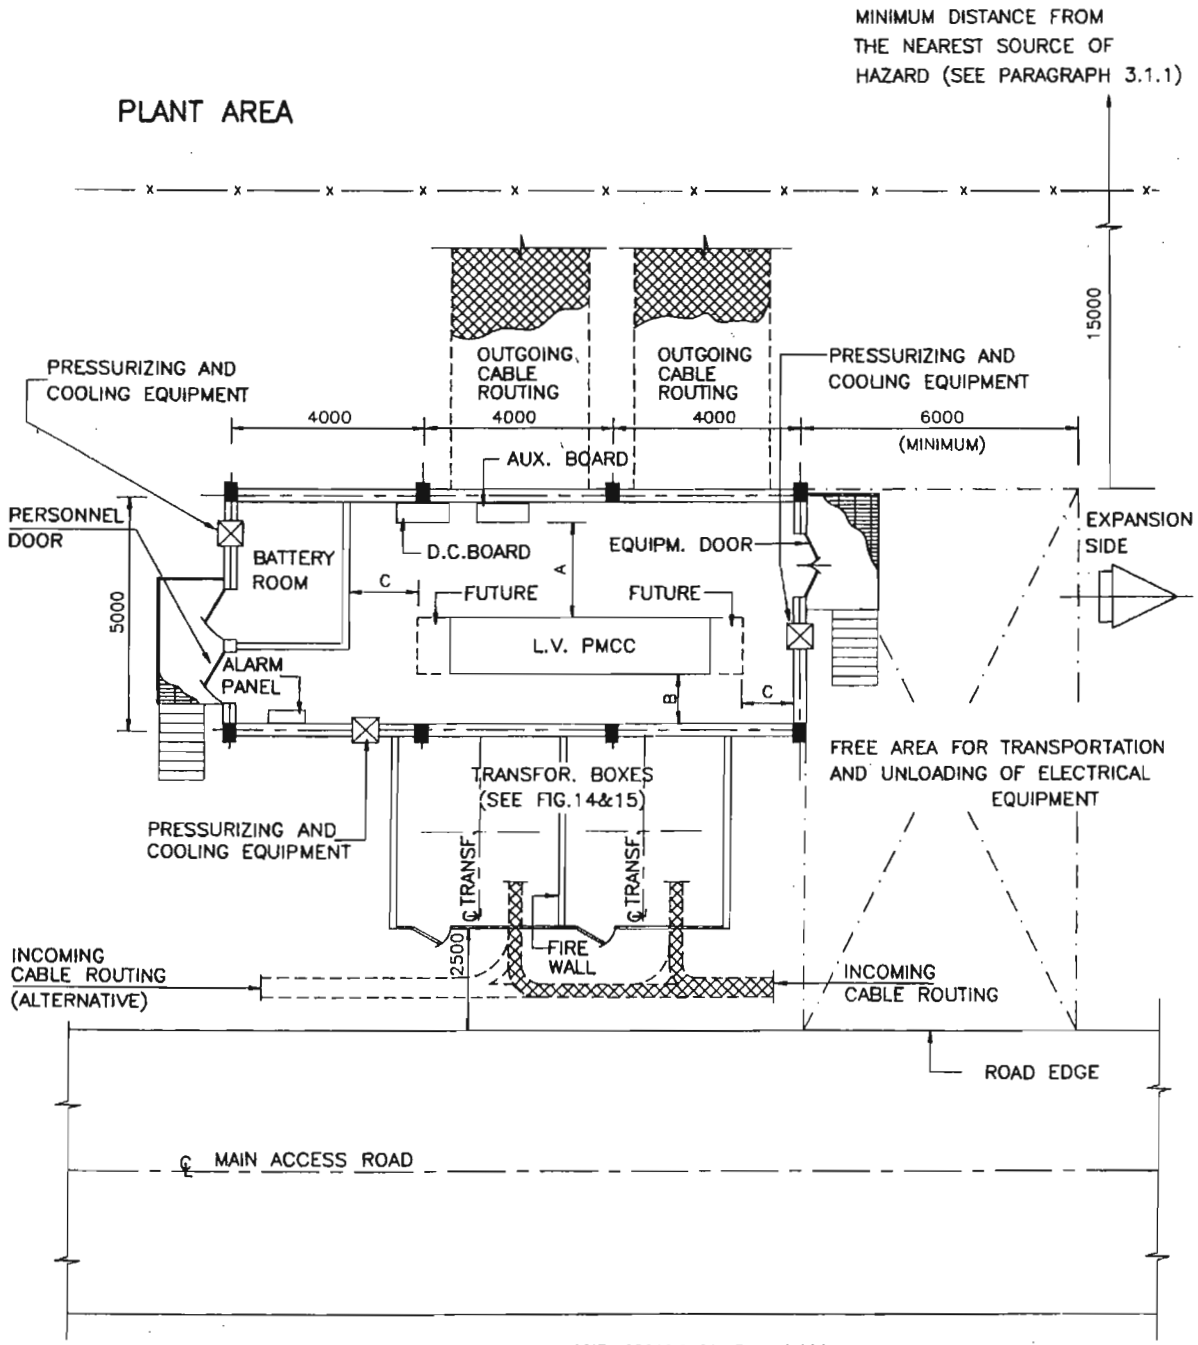 MINIMUM DISTANCE FROM
THE NEAREST SOURCE OF
HAZARD (SEE PARAGRAPH 3.1.1)
PLANT AREA
15000
PRESSURIZING AND
COOLING EQUIPMENT
OUTGOING
CABLE
ROUTING
OUTGOING
CABLE
ROUTING
PRESSURIZING AND
COOLING EQUIPMENT
4000
4000
4000
6000
(MINIMUM)
AUX. BOARD
PERSONNEL
DOOR
D.C.BOARD
EQUIPM. DOOR
EXPANSION
SIDE
BATTERY
ROOM
C
A
5000
FUTURE
FUTURE
L.V. PMCC
ALARM
PANEL
B
C
FREE AREA FOR TRANSPORTATION
AND UNLOADING OF ELECTRICAL
EQUIPMENT
TRANSFOR. BOXES
(SEE FIG.14&15)
PRESSURIZING AND
COOLING EQUIPMENT
℄ TRANSF
℄ TRANSF
2500
FIRE
WALL
INCOMING
CABLE ROUTING
(ALTERNATIVE)
INCOMING
CABLE ROUTING
ROAD EDGE
℄ MAIN ACCESS ROAD